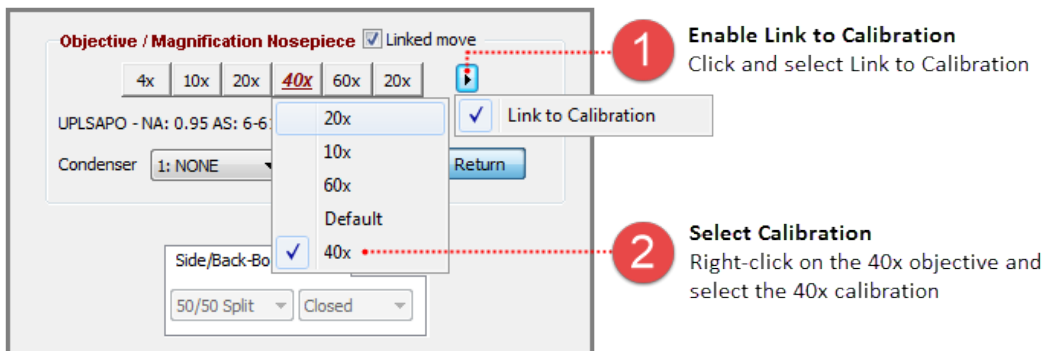 Objective / Magnification Nosepiece Linked move
4x 10x 20x 40x 60x 20x
UPLSAPO - NA: 0.95 AS: 6-6
Condenser 1: NONE Return
20x
10x
60x
Default
40x
Link to Calibration
Side/Back-Bo
50/50 Split Closed
1
Enable Link to Calibration
Click and select Link to Calibration
2
Select Calibration
Right-click on the 40x objective and
select the 40x calibration